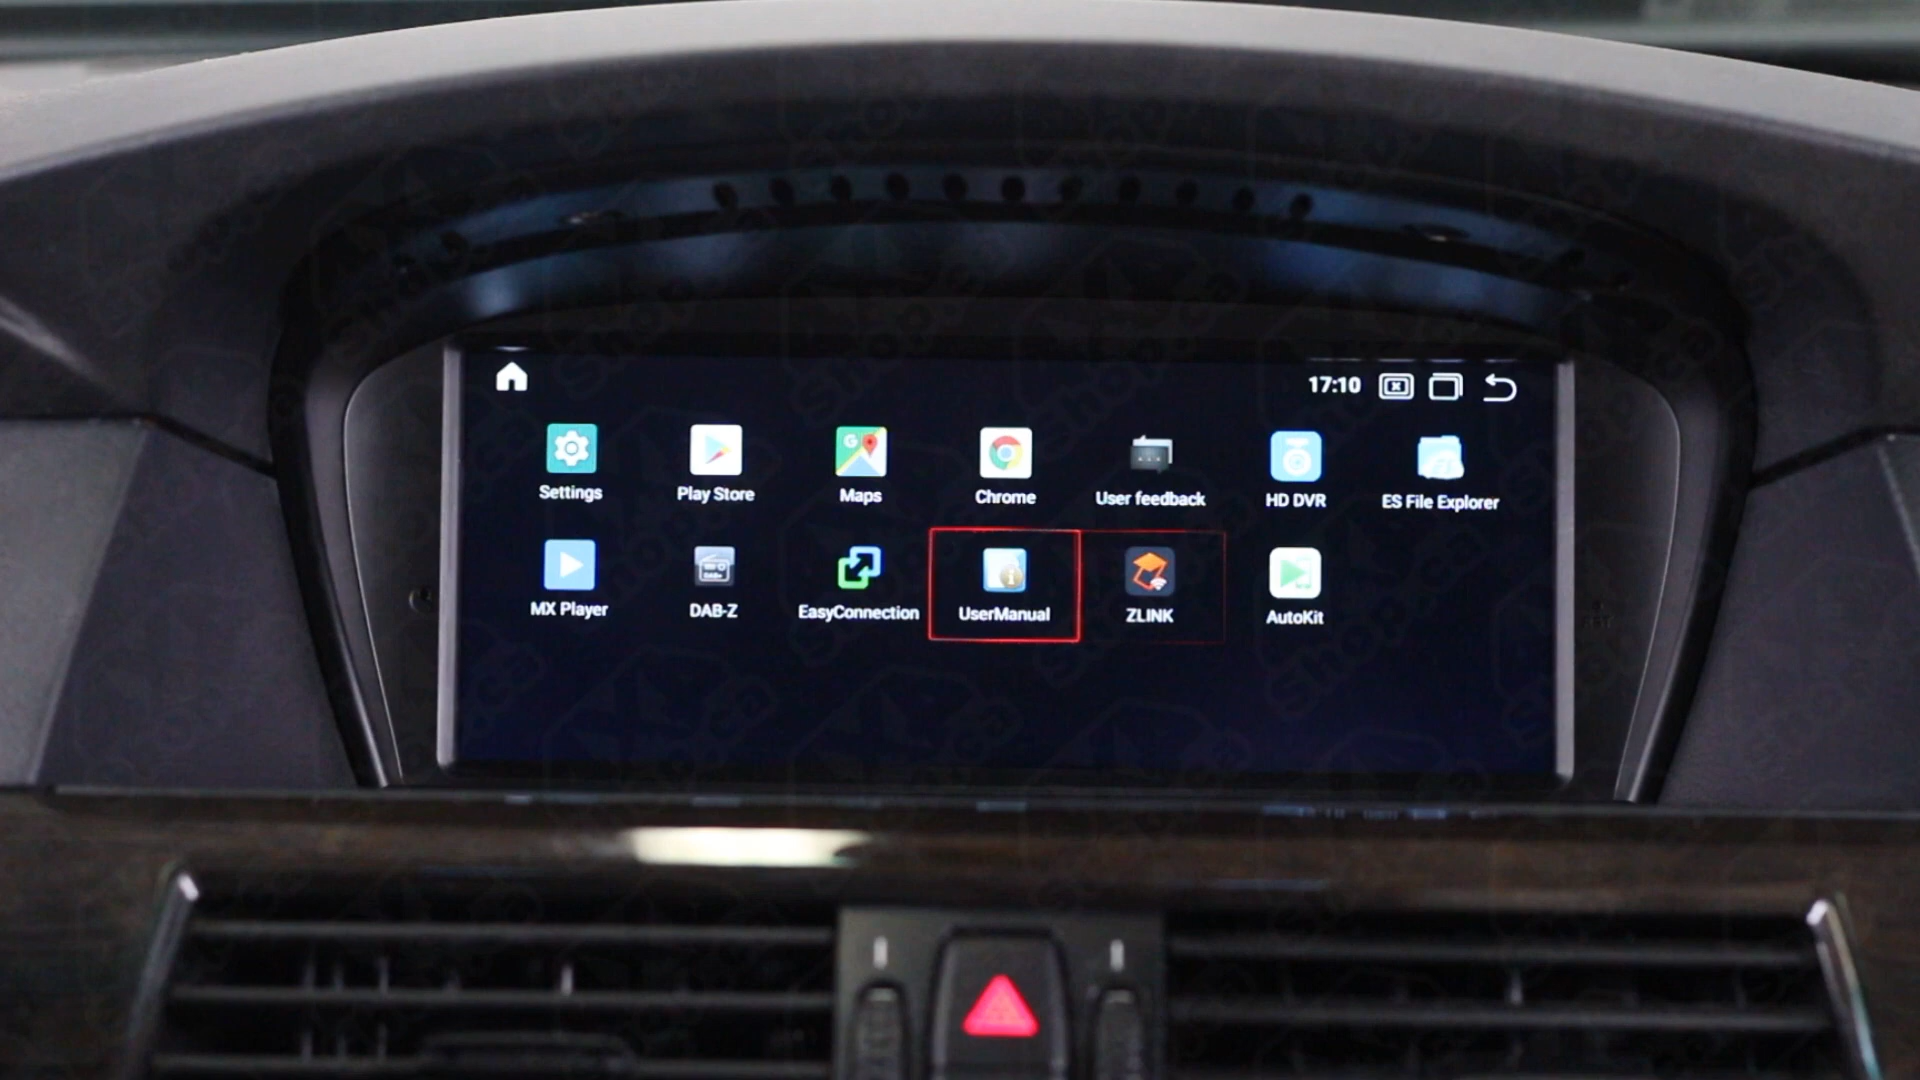 17:10
Settings
Play Store
Maps
Chrome
User feedback
HD DVR
ES File Explorer
MX Player
DAB-Z
EasyConnection
UserManual
ZLINK
AutoKit